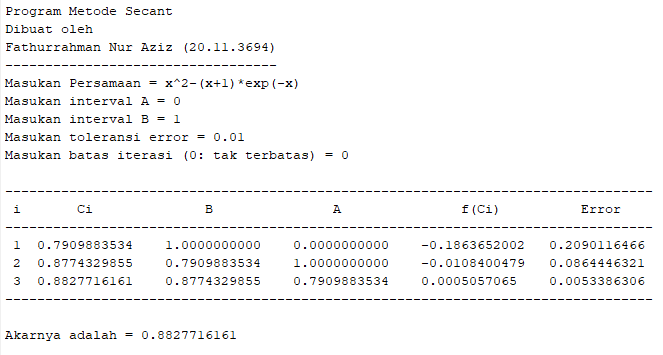 Program Metode Secant
Dibuat oleh
Fathurrahman Nur Aziz (20.11.3694)
----------------------------------
Masukan Persamaan = x^2-(x+1)*exp(-x)
Masukan interval A = 0
Masukan interval B = 1
Masukan toleransi error = 0.01
Masukan batas iterasi (0: tak terbatas) = 0
---------------------------------------------------------------------------------
i Ci B A f(Ci) Error
---------------------------------------------------------------------------------
1 0.7909883534 1.0000000000 0.0000000000 -0.1863652002 0.2090116466
2 0.8774329855 0.7909883534 1.0000000000 -0.0108400479 0.0864446321
3 0.8827716161 0.8774329855 0.7909883534 0.0005057065 0.0053386306
---------------------------------------------------------------------------------
Akarnya adalah = 0.8827716161